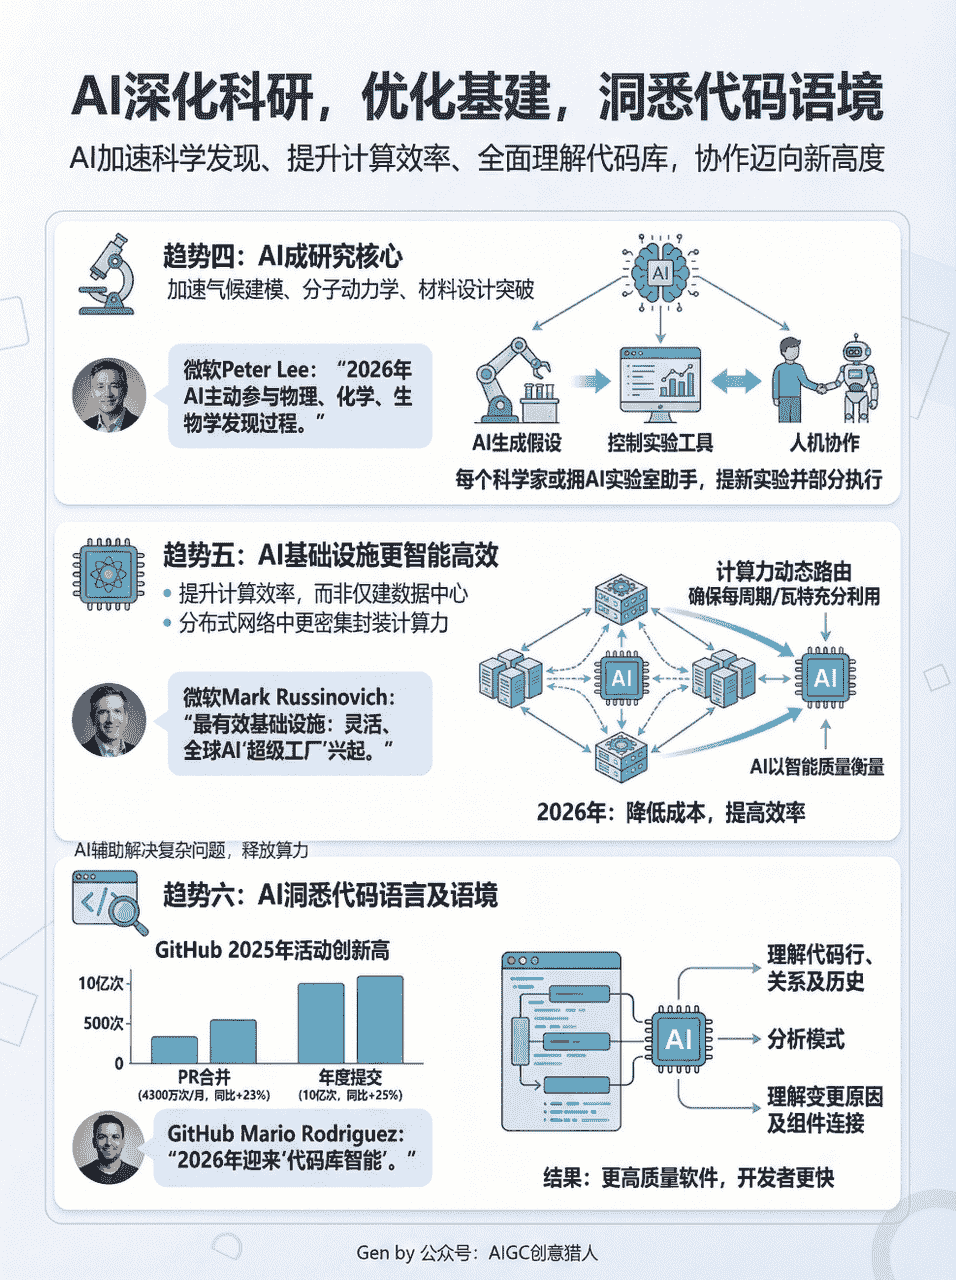 AI深化科研，优化基建，洞悉代码语境
AI加速科学发现、提升计算效率、全面理解代码库，协作迈向新高度
趋势四：AI成研究核心
加速气候建模、分子动力学、材料设计突破
微软Peter Lee： “2026年
AI主动参与物理、化学、生
物学发现过程。”
AI
AI生成假设
控制实验工具
人机协作
每个科学家或拥AI实验室助手，提新实验并部分执行
趋势五：AI基础设施更智能高效
• 提升计算效率，而非仅建数据中心
• 分布式网络中更密集封装计算力
微软Mark Russinovich：
“最有效基础设施：灵活、
全球AI‘超级工厂’兴起。”
计算力动态路由
确保每周期/瓦特充分利用
AI
AI
AI以智能质量衡量
2026年：降低成本，提高效率
AI辅助解决复杂问题，释放算力
</>
趋势六：AI洞悉代码语言及语境
GitHub 2025年活动创新高
10亿次
500次
0
PR合并
(4300万次/月，同比+23%)
年度提交
(10亿次，同比+25%)
GitHub Mario Rodriguez：
“2026年迎来‘代码库智能’。”
AI
理解代码行、
关系及历史
分析模式
理解变更原因
及组件连接
结果：更高质量软件，开发者更快
Gen by 公众号：AIGC创意猎人